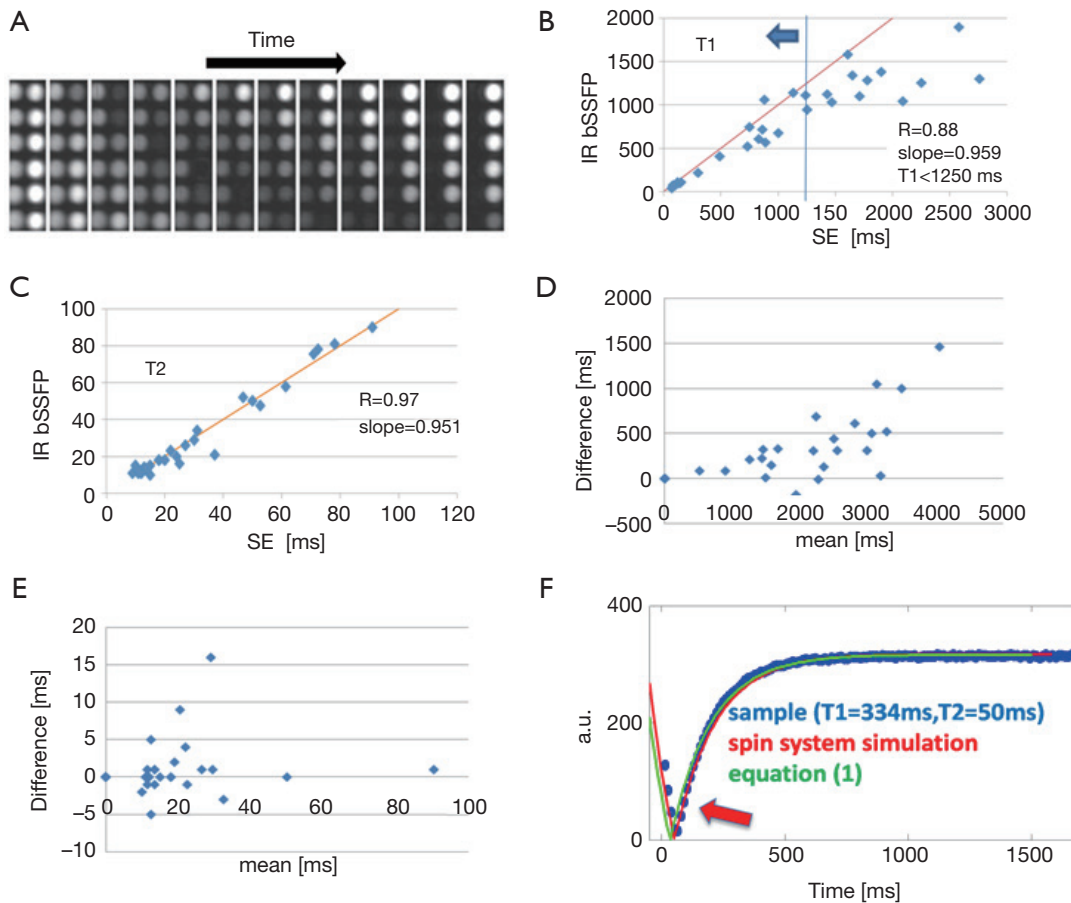 A
Time
B
2000
1500
1000
500
0
IR bSSFP
T1
R=0.88
slope=0.959
T1<1250 ms
0 500 1000 150 2000 2500 3000
SE [ms]
C
100
80
60
40
20
0
IR bSSFP
T2
R=0.97
slope=0.951
0 20 40 60 80 100 120
SE [ms]
D
2000
1500
1000
500
0
−500
Difference [ms]
0 1000 2000 3000 4000 5000
mean [ms]
E
20
15
10
5
0
−5
−10
Difference [ms]
0 20 40 60 80 100
mean [ms]
F
400
200
0
a.u.
sample (T1=334ms,T2=50ms)
spin system simulation
equation (1)
0 500 1000 1500
Time [ms]